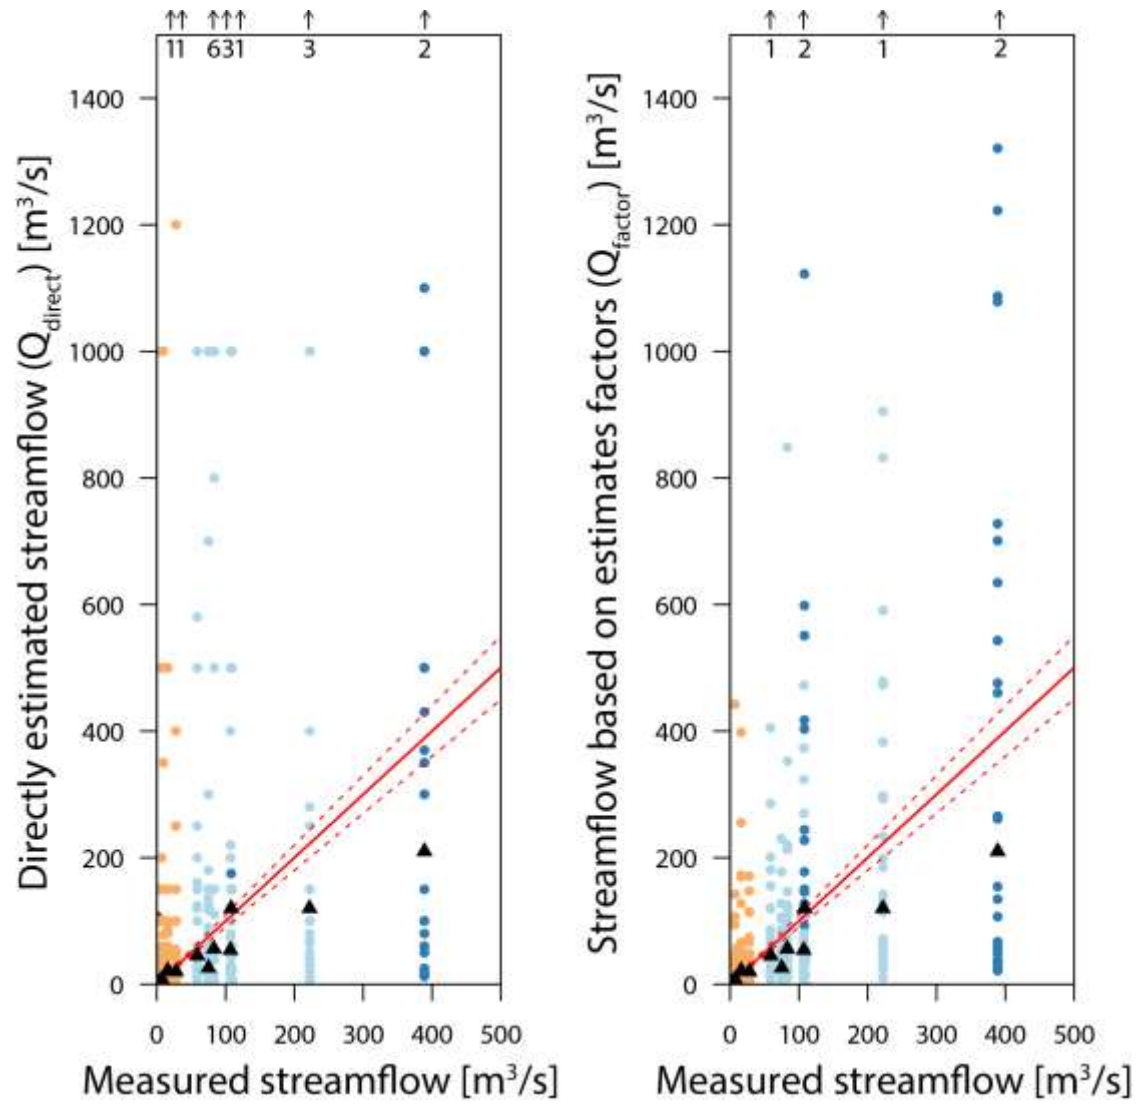 ↑↑ ↑↑↑ ↑ ↑
11 631 3 2
Directly estimated streamflow (Q_direct) [m³/s]
1400
1200
1000
800
600
400
200
0
0 100 200 300 400 500
Measured streamflow [m³/s]
↑ ↑ ↑ ↑
1 2 1 2
Streamflow based on estimates factors (Q_factor) [m³/s]
1400
1200
1000
800
600
400
200
0
0 100 200 300 400 500
Measured streamflow [m³/s]